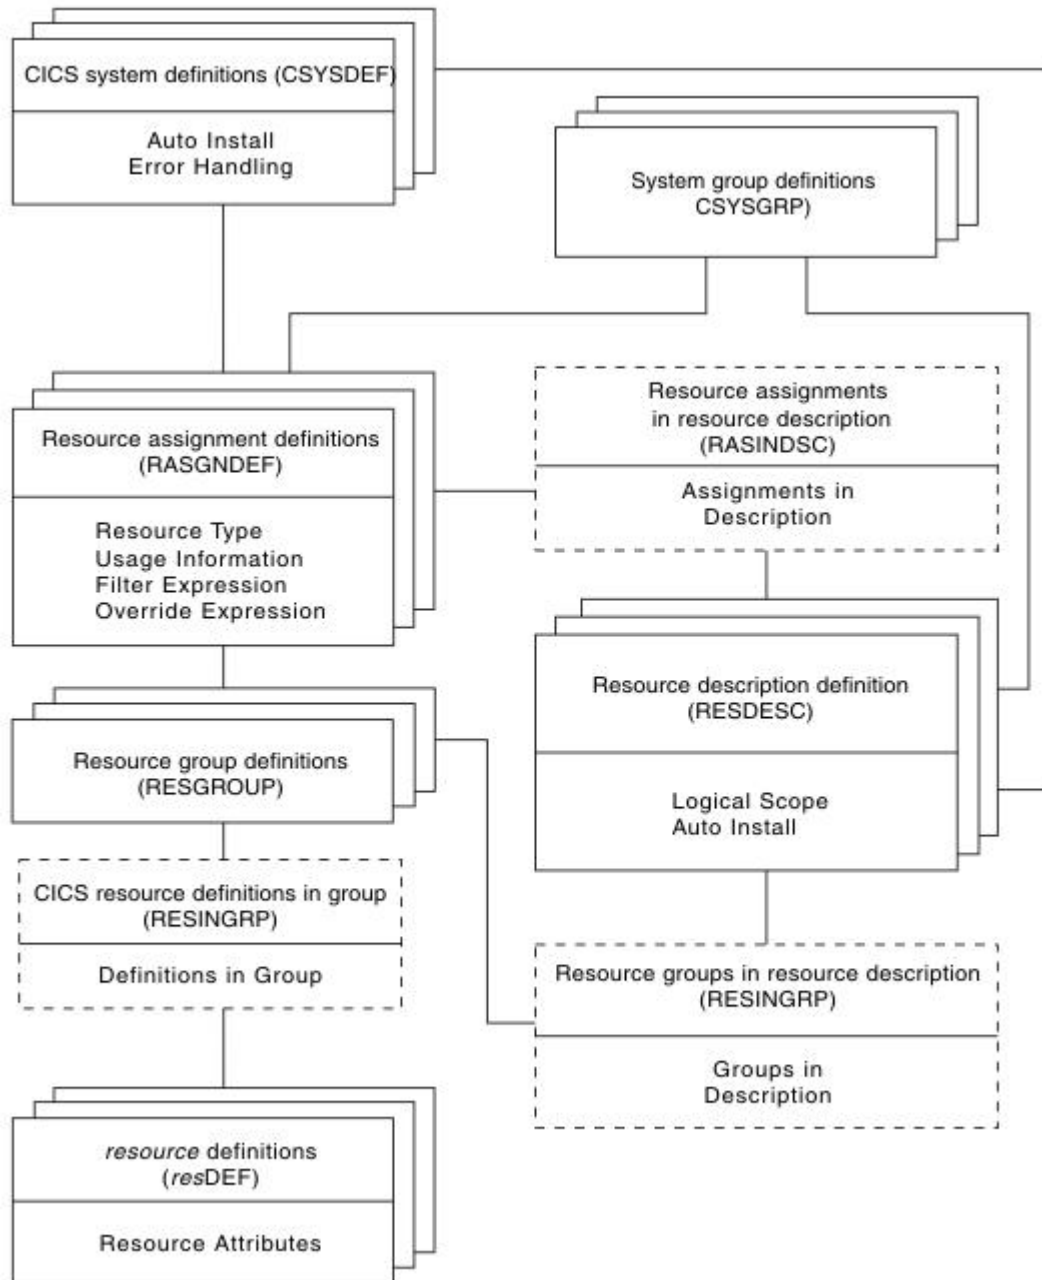 CICS system definitions (CSYSDEF)
Auto Install
Error Handling
System group definitions
CSYSGRP)
Resource assignment definitions
(RASGNDEF)
Resource Type
Usage Information
Filter Expression
Override Expression
Resource assignments
in resource description
(RASINDSC)
Assignments in
Description
Resource description definition
(RESDESC)
Logical Scope
Auto Install
Resource group definitions
(RESGROUP)
CICS resource definitions in group
(RESINGRP)
Definitions in Group
Resource groups in resource description
(RESINGRP)
Groups in
Description
resource definitions
(resDEF)
Resource Attributes